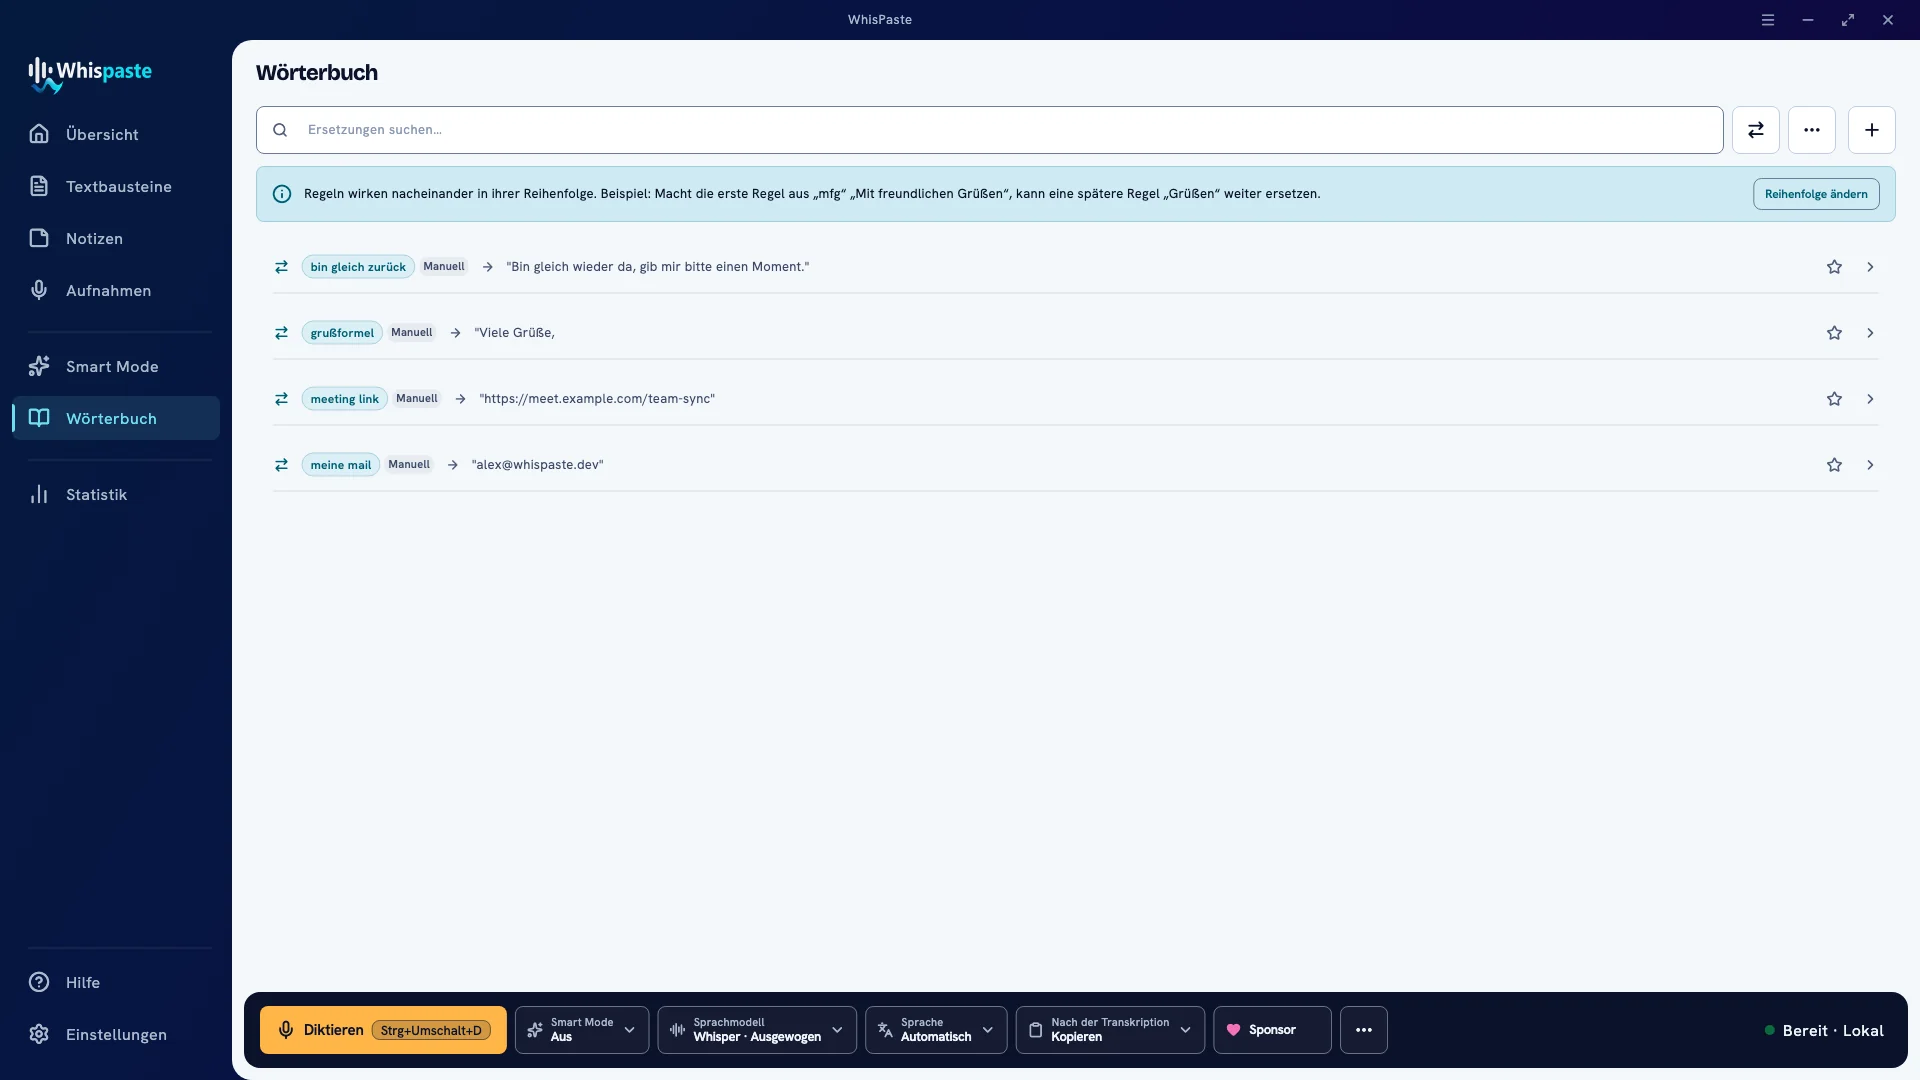 WhisPaste
Whispaste
Übersicht
Textbausteine
Notizen
Aufnahmen
Smart Mode
Wörterbuch
Statistik
Hilfe
Einstellungen
Wörterbuch
Ersetzungen suchen...
Regeln wirken nacheinander in ihrer Reihenfolge. Beispiel: Macht die erste Regel aus „mfg“ „Mit freundlichen Grüßen“, kann eine spätere Regel „Grüßen“ weiter ersetzen.
Reihenfolge ändern
bin gleich zurück Manuell → "Bin gleich wieder da, gib mir bitte einen Moment."
grußformel Manuell → "Viele Grüße,
meeting link Manuell → "https://meet.example.com/team-sync"
meine mail Manuell → "alex@whispaste.dev"
Diktieren Strg+Umschalt+D
Smart Mode
Aus
Sprachmodell
Whisper · Ausgewogen
Sprache
Automatisch
Nach der Transkription
Kopieren
Sponsor
Bereit · Lokal